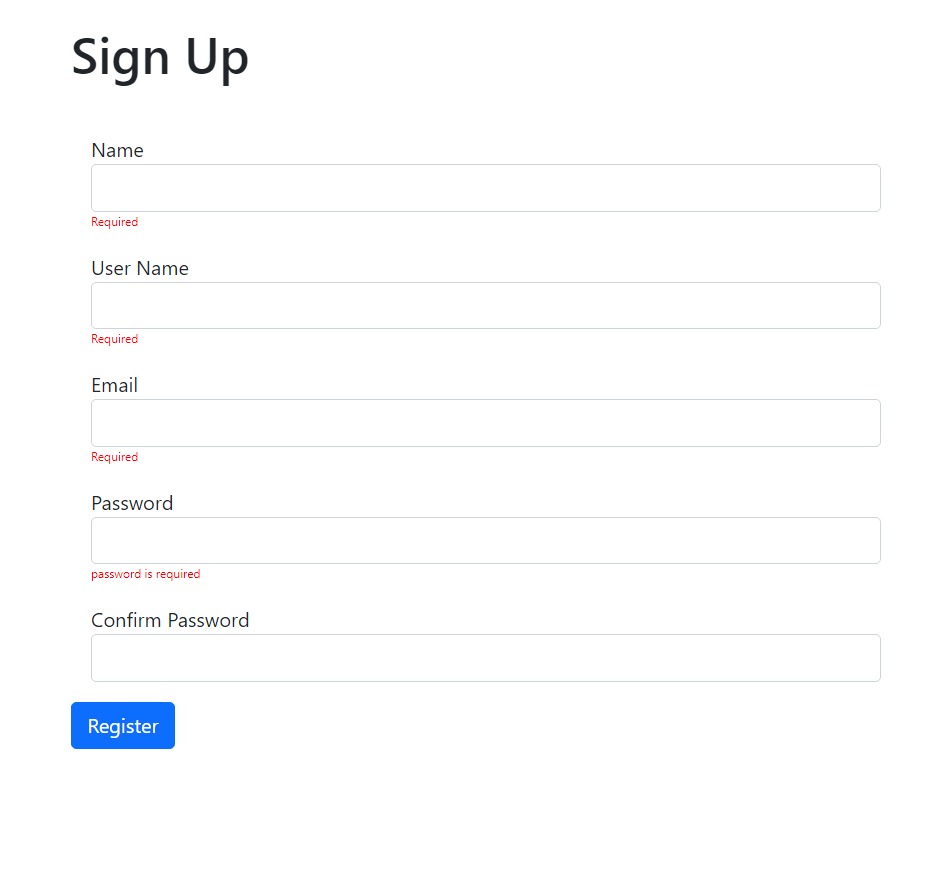 Sign Up
Name
Required
User Name
Required
Email
Required
Password
password is required
Confirm Password
Register